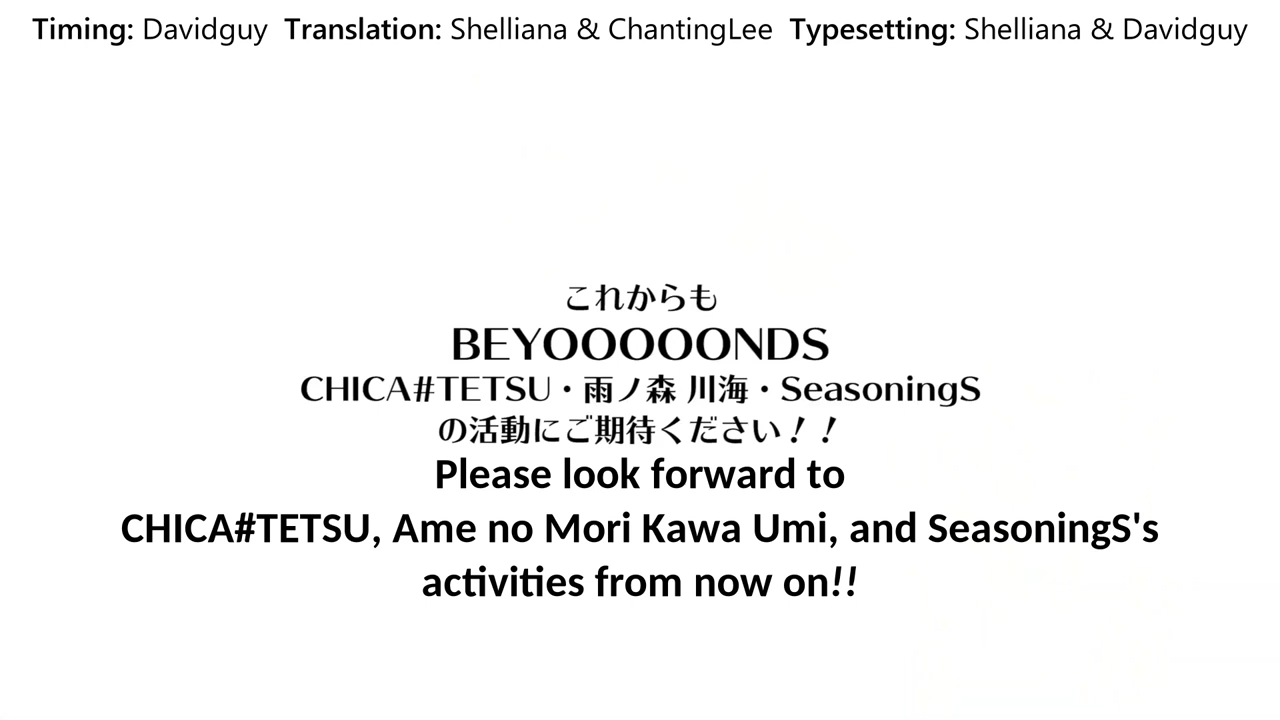 Timing: Davidguy Translation: Shelliana & ChantingLee Typesetting: Shelliana & Davidguy
これからも
BEYOOOOONDS
CHICA#TETSU・雨ノ森 川海・SeasoningS
の活動にご期待ください！！
Please look forward to
CHICA#TETSU, Ame no Mori Kawa Umi, and SeasoningS's
activities from now on!!